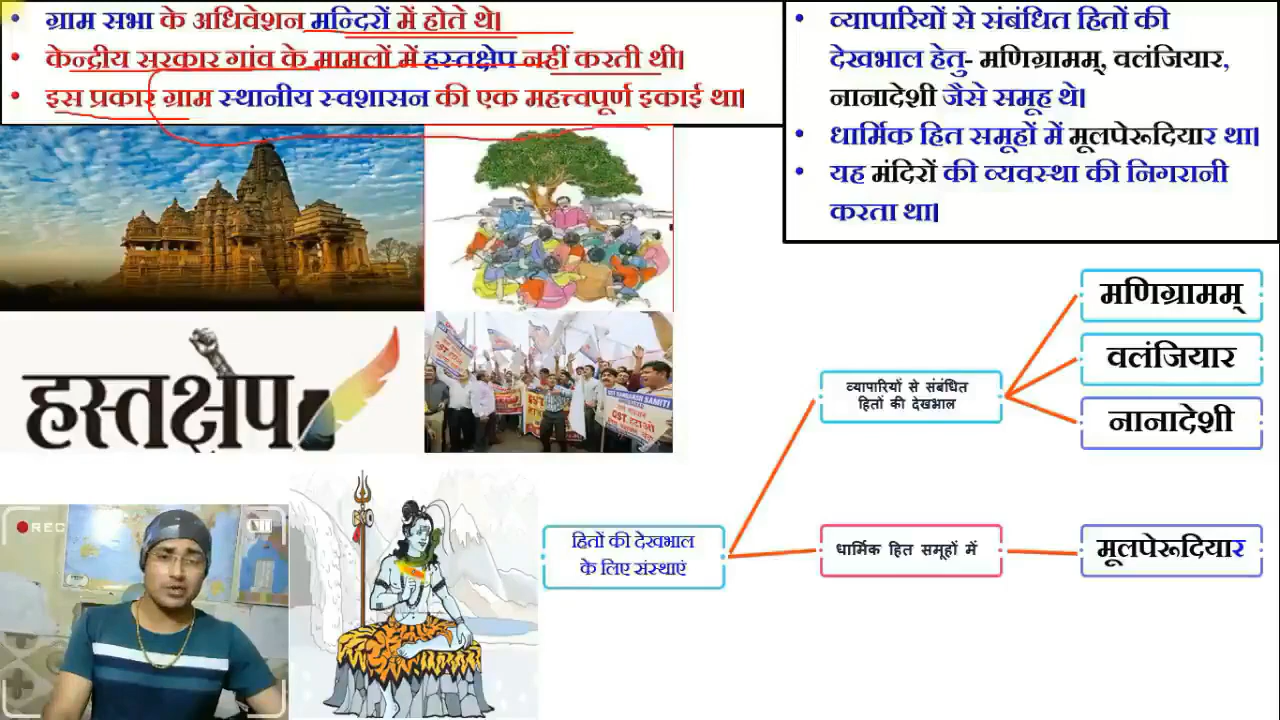 ग्राम सभा के अधिवेशन मन्दिरों में होते थे।
केन्द्रीय सरकार गांव के मामलों में हस्तक्षेप नहीं करती थी।
इस प्रकार ग्राम स्थानीय स्वशासन की एक महत्त्वपूर्ण इकाई था।
व्यापारियों से संबंधित हितों की
देखभाल हेतु- मणिग्रामम्, वलंजियार,
नानादेशी जैसे समूह थे।
धार्मिक हित समूहों में मूलपेरूदियार था।
यह मंदिरों की व्यवस्था की निगरानी
करता था।
हस्तक्षेप
REC
हितों की देखभाल
के लिए संस्थाएं
व्यापारियों से संबंधित
हितों की देखभाल
मणिग्रामम्
वलंजियार
नानादेशी
धार्मिक हित समूहों में
मूलपेरूदियार